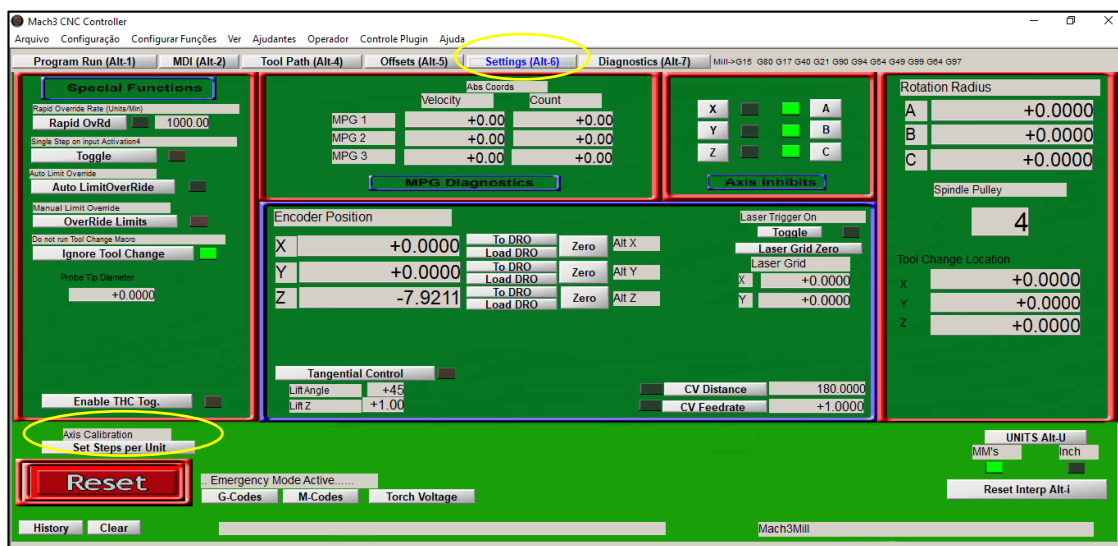 Mach3 CNC Controller
Arquivo Configuração Configurar Funções Ver Ajudantes Operador Controle Plugin Ajuda
Program Run (Alt-1) MDI (Alt-2) Tool Path (Alt-4) Offsets (Alt-5) Settings (Alt-6) Diagnostics (Alt-7) Mill->G15 G80 G17 G40 G21 G90 G94 G54 G49 G99 G64 G97
Special Functions
Rapid Override Rate (Units/Min)
Rapid OvRd 1000.00
Single Step on input Activation4
Toggle
Auto Limit Override
Auto LimitOverRide
Manual Limit Override
OverRide Limits
Do not run Tool Change Macro
Ignore Tool Change
Probe Tip Diameter
+0.0000
Enable THC Tog.
Abs Coords
Velocity Count
MPG 1 +0.00 +0.00
MPG 2 +0.00 +0.00
MPG 3 +0.00 +0.00
MPG Diagnostics
X A
Y B
Z C
Axis Inhibits
Rotation Radius
A +0.0000
B +0.0000
C +0.0000
Spindle Pulley
4
Tool Change Location
X +0.0000
Y +0.0000
Z +0.0000
Encoder Position
X +0.0000 To DRO Load DRO Zero Alt X
Y +0.0000 To DRO Load DRO Zero Alt Y
Z -7.9211 To DRO Load DRO Zero Alt Z
Laser Trigger On
Toggle
Laser Grid Zero
Laser Grid
X +0.0000
Y +0.0000
Tangential Control
Lift Angle +45
Lift Z +1.00
CV Distance 180.0000
CV Feedrate +1.0000
Axis Calibration
Set Steps per Unit
Reset
.. Emergency Mode Active......
G-Codes M-Codes Torch Voltage
UNITS Alt-U
MM's Inch
Reset Interp Alt-i
History Clear
Mach3Mill